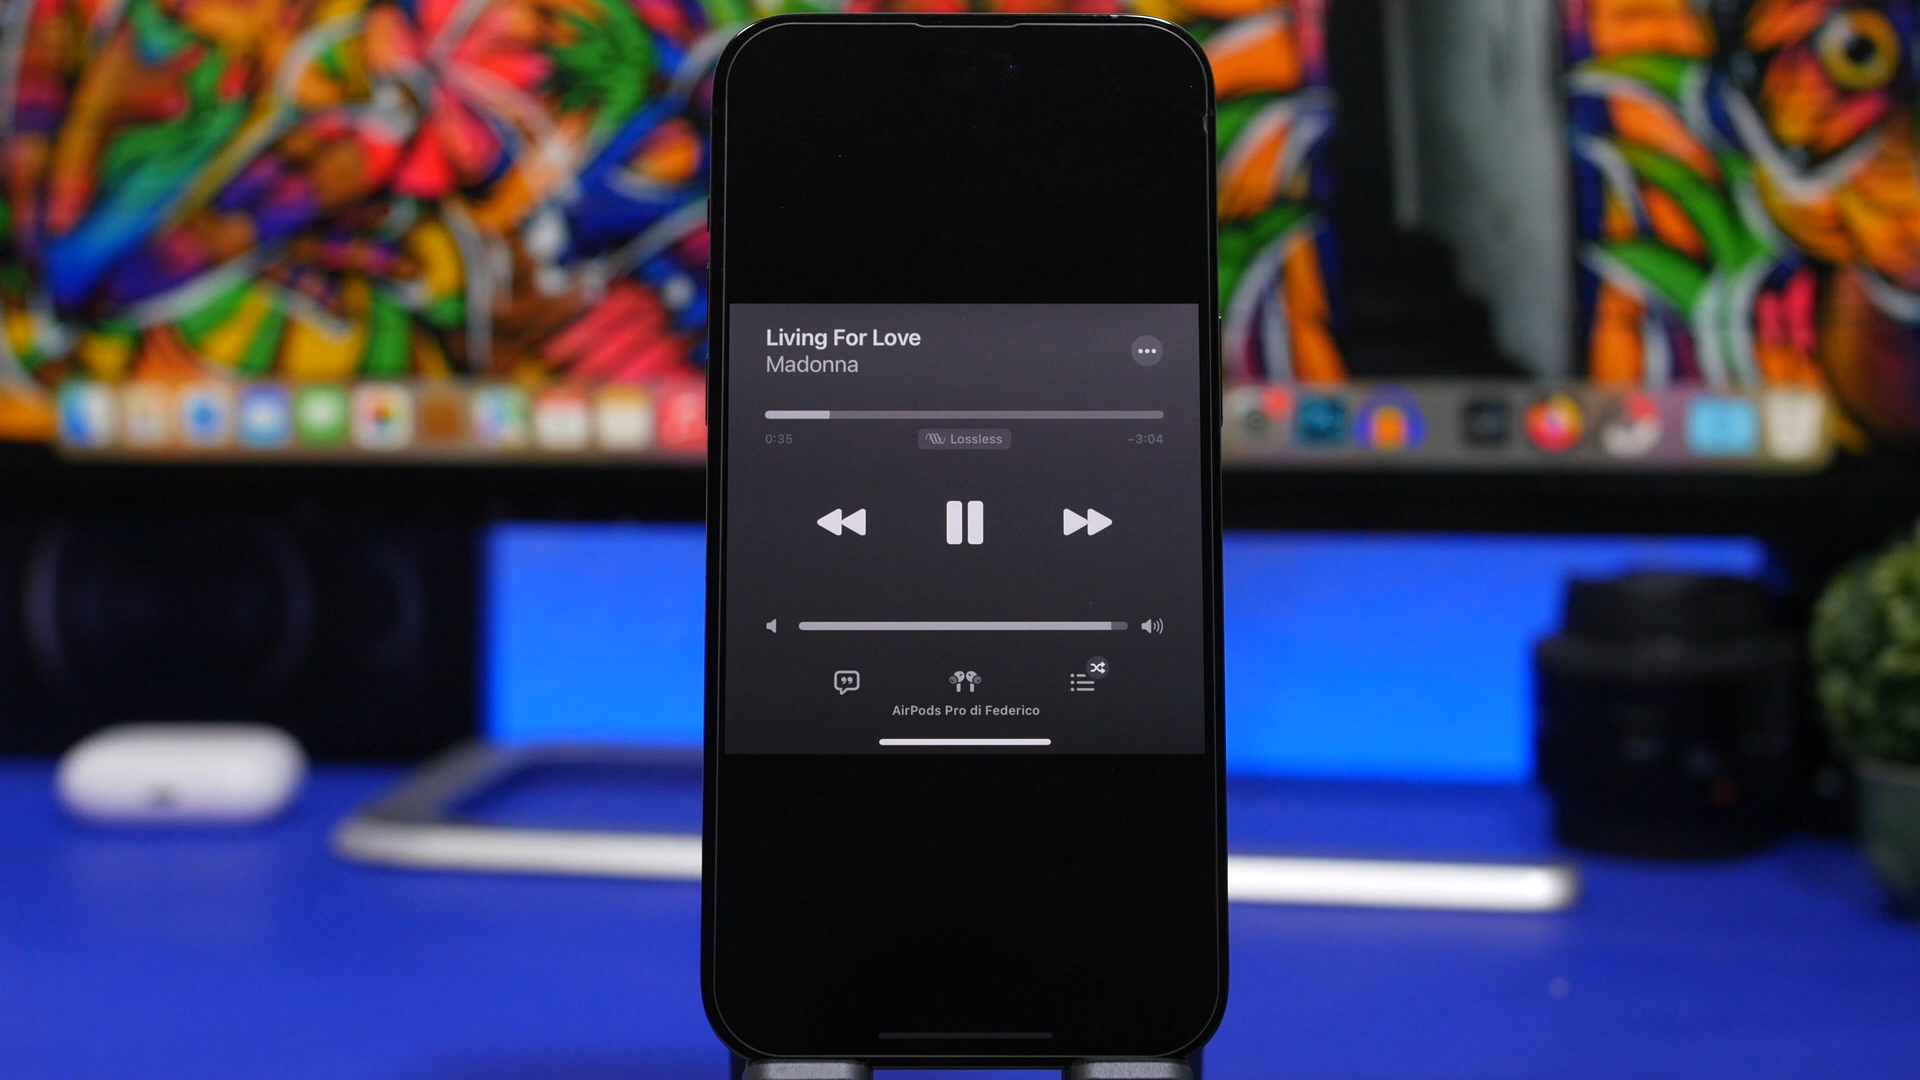 Living For Love
Madonna
0:35
Lossless
−3:04
AirPods Pro di Federico